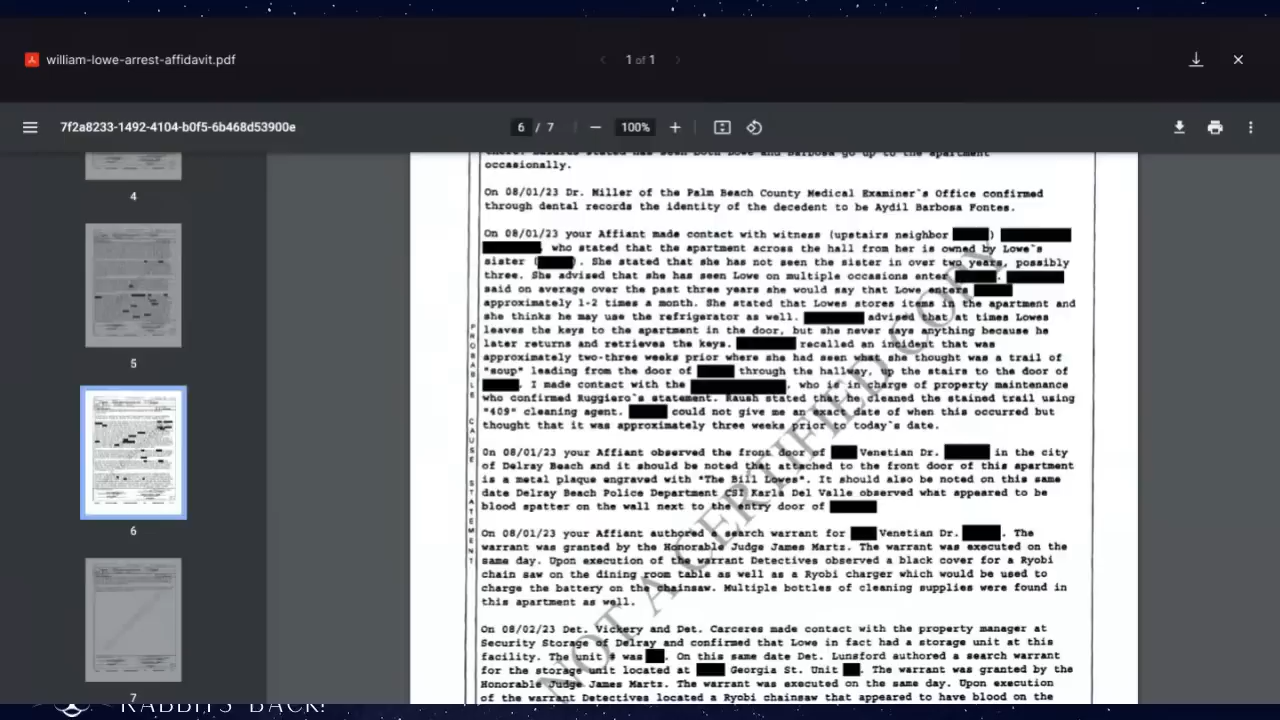 william-lowe-arrest-affidavit.pdf
1 of 1
7f2a8233-1492-4104-b0f5-6b468d53900e
6 / 7
100%
4
5
6
7
PROBABLE CAUSE STATEMENT
there. stated has seen both Lowe and Barbosa go up to the apartment
occasionally.
On 08/01/23 Dr. Miller of the Palm Beach County Medical Examiner`s Office confirmed
through dental records the identity of the decedent to be Aydil Barbosa Fontes.
On 08/01/23 your Affiant made contact with witness (upstairs neighbor )
, who stated that the apartment across the hall from her is owned by Lowe`s
sister ( ). She stated that she has not seen the sister in over two years, possibly
three. She advised that she has seen Lowe on multiple occasions enter .
said on average over the past three years she would say that Lowe enters
approximately 1-2 times a month. She stated that Lowes stores items in the apartment and
she thinks he may use the refrigerator as well. advised that at times Lowes
leaves the keys to the apartment in the door, but she never says anything because he
later returns and retrieves the keys. recalled an incident that was
approximately two-three weeks prior where she had seen what she thought was a trail of
"soup" leading from the door of through the hallway, up the stairs to the door of
. I made contact with the , who is in charge of property maintenance
who confirmed Ruggiero`s statement. Raush stated that he cleaned the stained trail using
"409" cleaning agent. could not give me an exact date of when this occurred but
thought that it was approximately three weeks prior to today`s date.
On 08/01/23 your Affiant observed the front door of Venetian Dr. in the city
of Delray Beach and it should be noted that attached to the front door of this apartment
is a metal plaque engraved with "The Bill Lowes". It should also be noted on this same
date Delray Beach Police Department CSI Karla Del Valle observed what appeared to be
blood spatter on the wall next to the entry door of
On 08/01/23 your Affiant authored a search warrant for Venetian Dr. . The
warrant was granted by the Honorable Judge James Martz. The warrant was executed on the
same day. Upon execution of the warrant Detectives observed a black cover for a Ryobi
chain saw on the dining room table as well as a Ryobi charger which would be used to
charge the battery on the chainsaw. Multiple bottles of cleaning supplies were found in
this apartment as well.
On 08/02/23 Det. Vickery and Det. Carceres made contact with the property manager at
Security Storage of Delray and confirmed that Lowe in fact had a storage unit at this
facility. The unit # was . On this same date Det. Lunsford authored a search warrant
for the storage unit located at Georgia St. Unit . The warrant was granted by the
Honorable Judge James Martz. The warrant was executed on the same day. Upon execution
of the warrant Detectives located a Ryobi chainsaw that appeared to have blood on the
NOT A CERTIFIED COPY